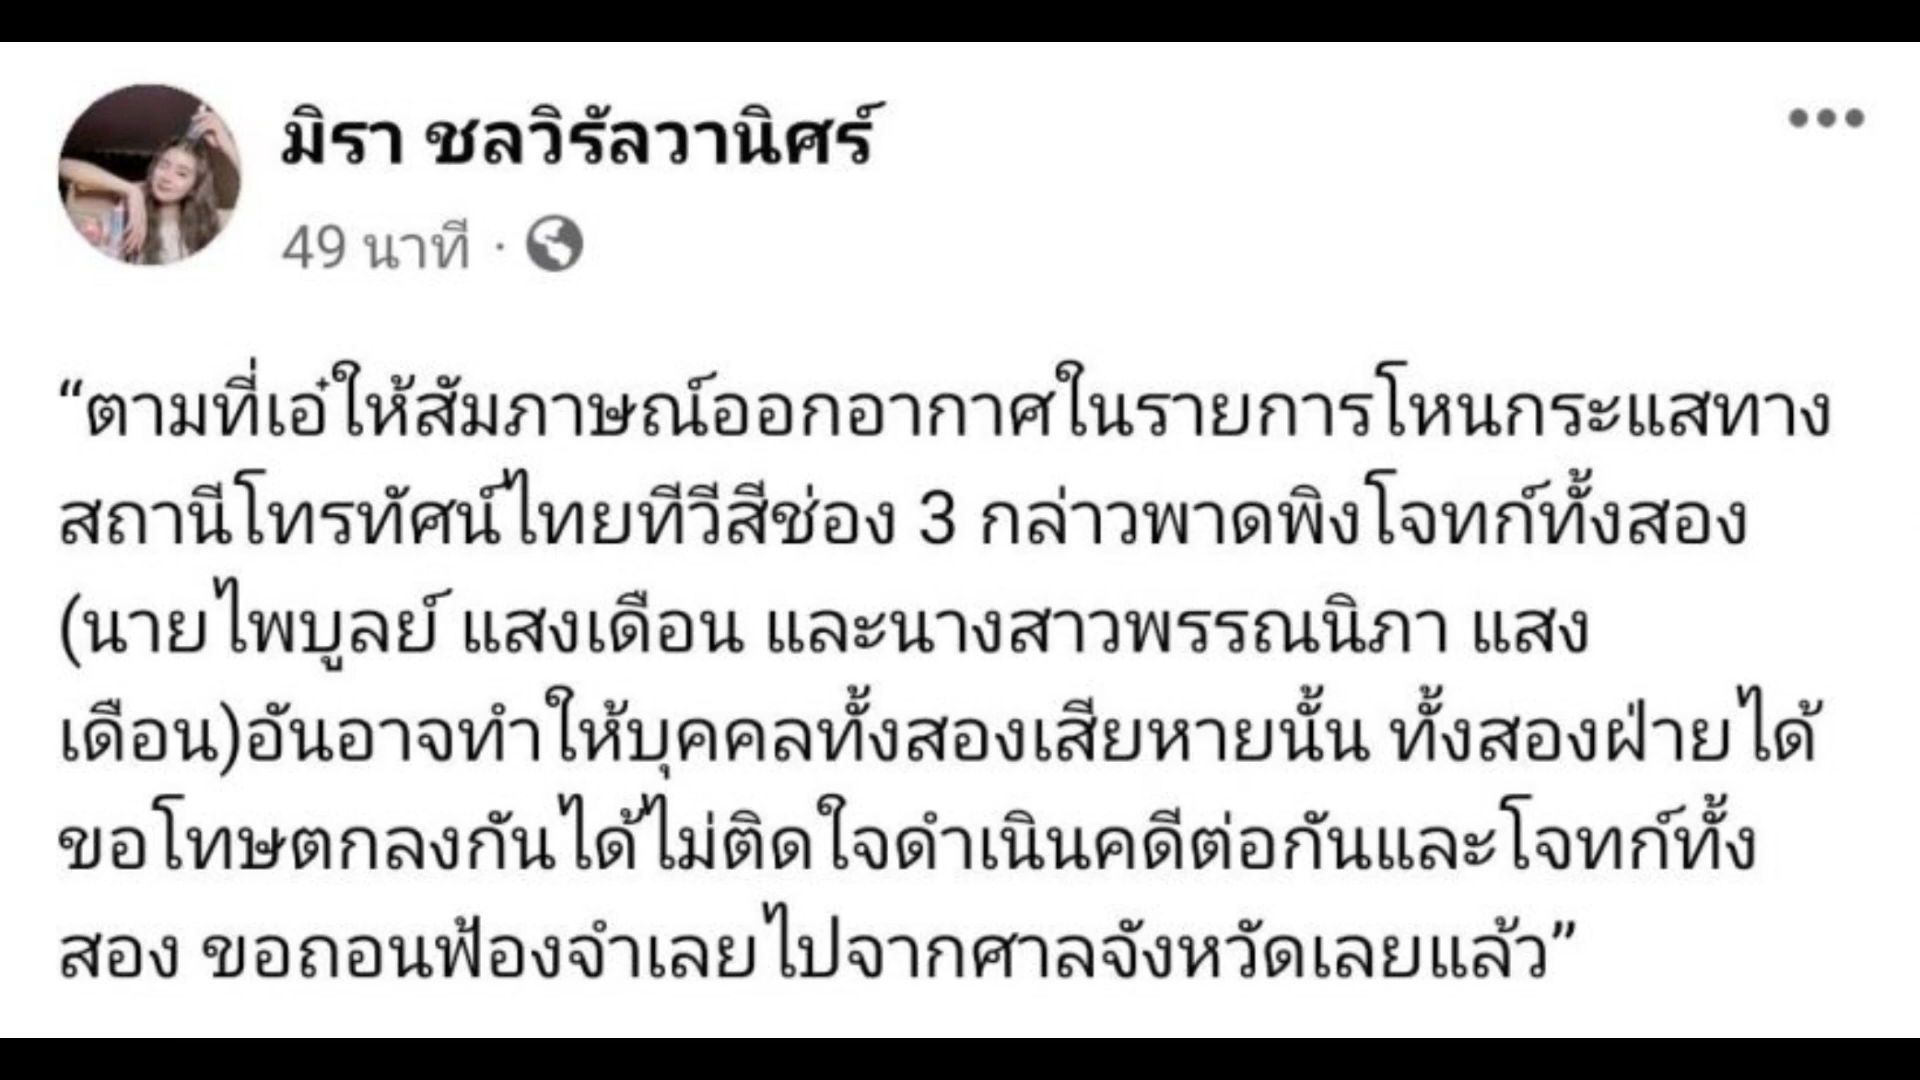 มิรา ชลวิรัลวานิศร์
49 นาที ·
“ตามที่เอ๋ให้สัมภาษณ์ออกอากาศในรายการโหนกระแสทาง
สถานีโทรทัศน์ไทยทีวีสีช่อง 3 กล่าวพาดพิงโจทก์ทั้งสอง
(นายไพบูลย์ แสงเดือน และนางสาวพรรณนิภา แสง
เดือน)อันอาจทำให้บุคคลทั้งสองเสียหายนั้น ทั้งสองฝ่ายได้
ขอโทษตกลงกันได้ไม่ติดใจดำเนินคดีต่อกันและโจทก์ทั้ง
สอง ขอถอนฟ้องจำเลยไปจากศาลจังหวัดเลยแล้ว”